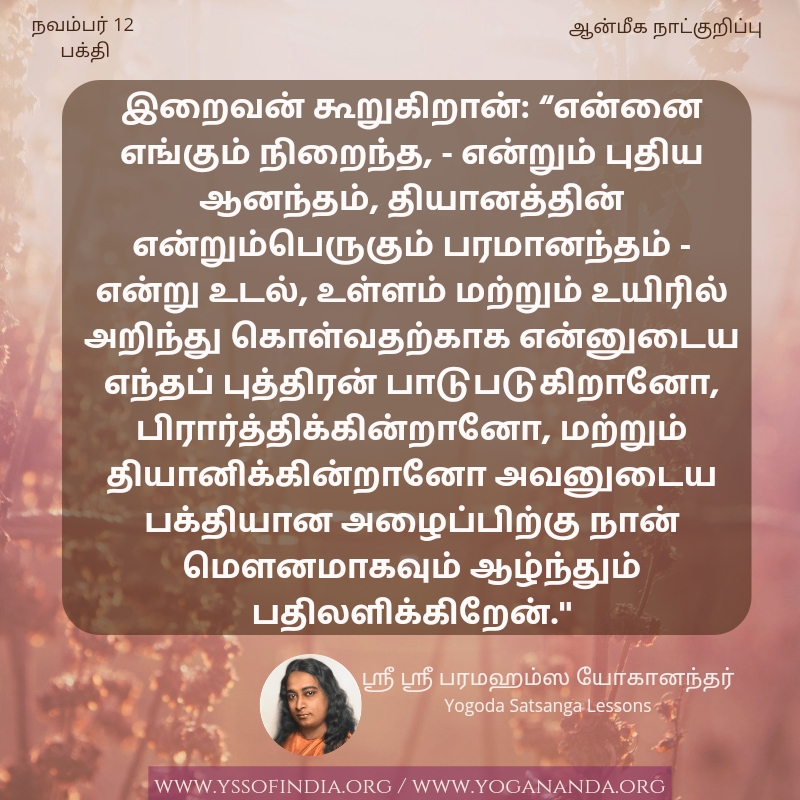 நவம்பர் 12
பக்தி
ஆன்மீக நாட்குறிப்பு
இறைவன் கூறுகிறான்: “என்னை
எங்கும் நிறைந்த, - என்றும் புதிய
ஆனந்தம், தியானத்தின்
என்றும்பெருகும் பரமானந்தம் -
என்று உடல், உள்ளம் மற்றும் உயிரில்
அறிந்து கொள்வதற்காக என்னுடைய
எந்தப் புத்திரன் பாடுபடுகிறானோ,
பிரார்த்திக்கின்றானோ, மற்றும்
தியானிக்கின்றானோ அவனுடைய
பக்தியான அழைப்பிற்கு நான்
மௌனமாகவும் ஆழ்ந்தும்
பதிலளிக்கிறேன்."
ஸ்ரீ ஸ்ரீ பரமஹம்ஸ யோகானந்தர்
Yogoda Satsanga Lessons
WWW.YSSOFINDIA.ORG / WWW.YOGANANDA.ORG